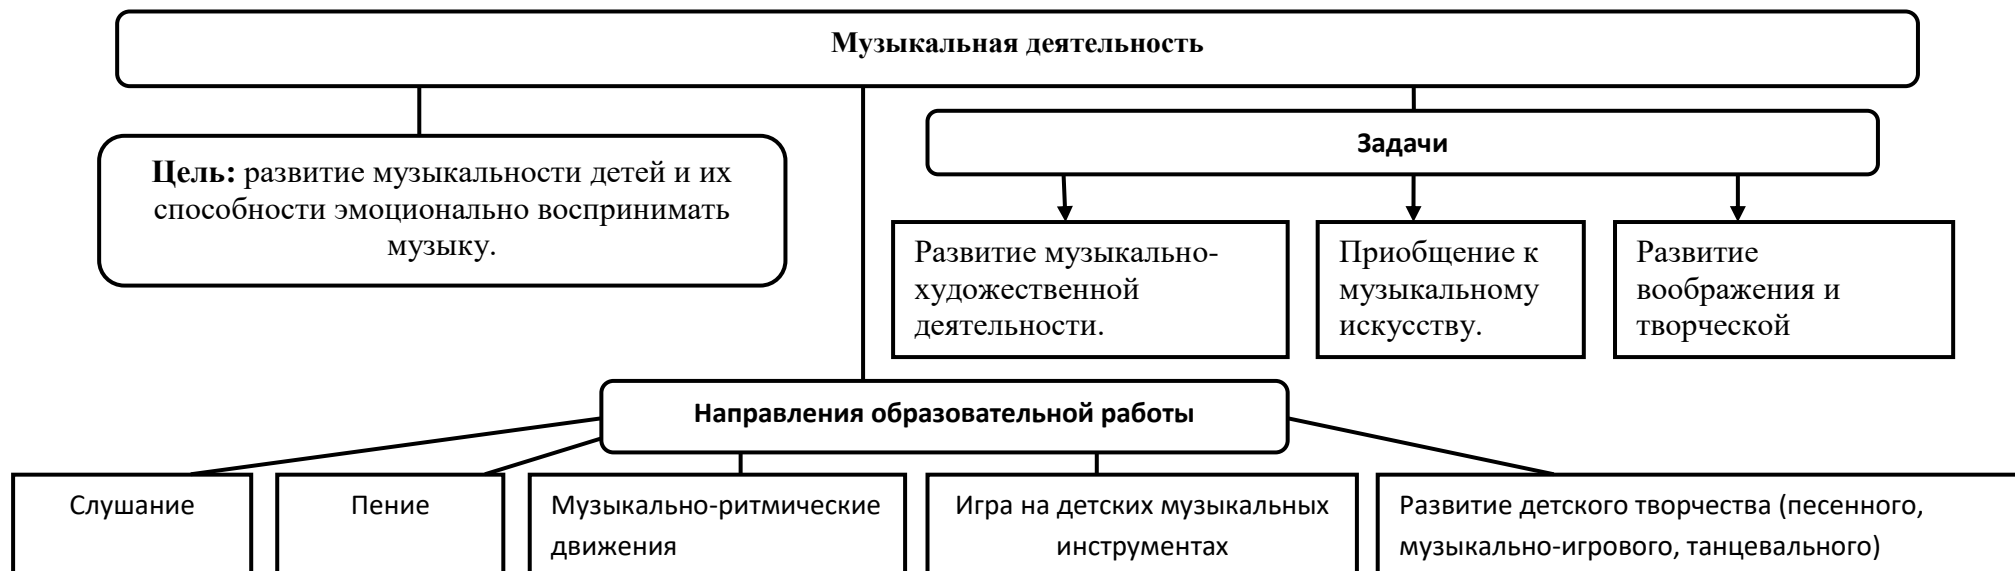 Музыкальная деятельность
Цель: развитие музыкальности детей и их
способности эмоционально воспринимать
музыку.
Задачи
Развитие музыкально-
художественной
деятельности.
Приобщение к
музыкальному
искусству.
Развитие
воображения и
творческой
Направления образовательной работы
Слушание
Пение
Музыкально-ритмические
движения
Игра на детских музыкальных
инструментах
Развитие детского творчества (песенного,
музыкально-игрового, танцевального)